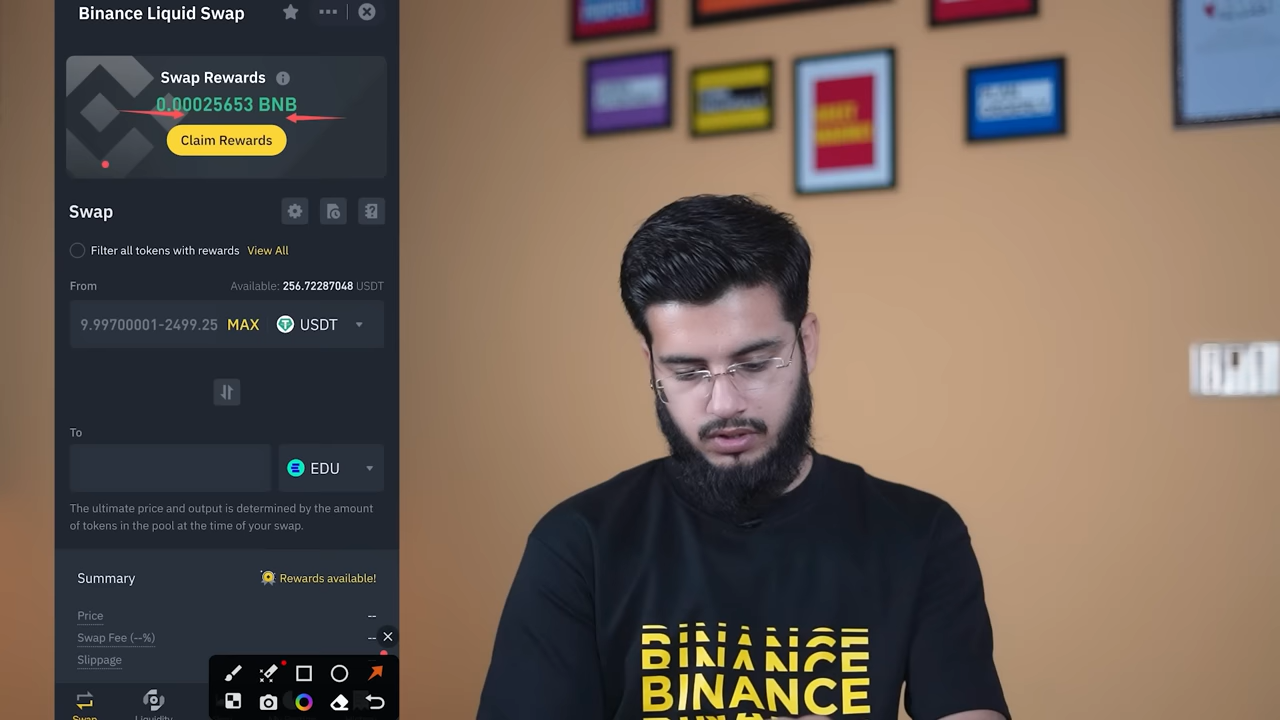 Binance Liquid Swap
Swap Rewards
0.00025653 BNB
Claim Rewards
Swap
Filter all tokens with rewards View All
From Available: 256.72287048 USDT
9.99700001-2499.25 MAX USDT
To
EDU
The ultimate price and output is determined by the amount
of tokens in the pool at the time of your swap.
Summary Rewards available!
Price --
Swap Fee (--%) --
Slippage
Swap Liquidity
BINANCE
BINANCE
BINANCE